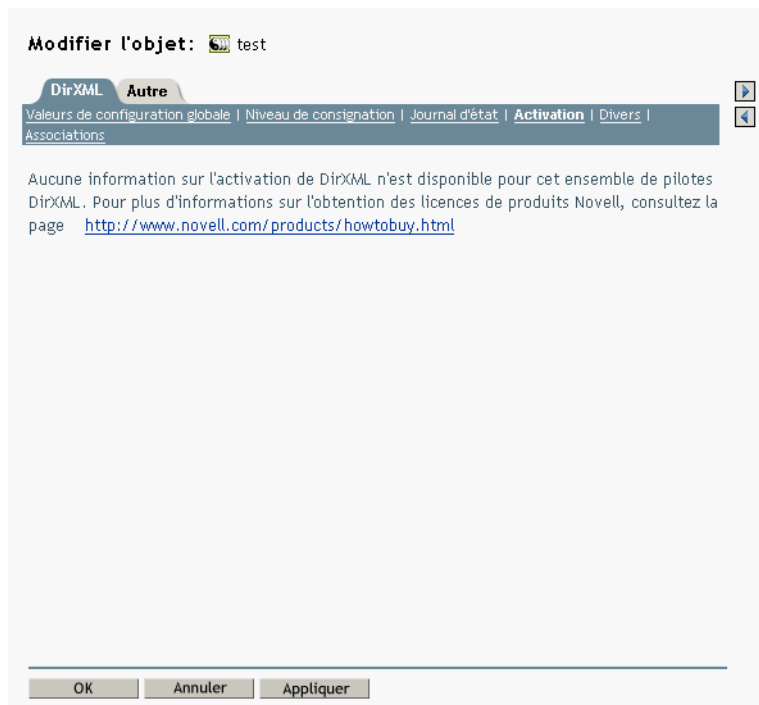 Modifier l'objet: test
DirXML Autre
Valeurs de configuration globale | Niveau de consignation | Journal d'état | Activation | Divers |
Associations
Aucune information sur l'activation de DirXML n'est disponible pour cet ensemble de pilotes
DirXML. Pour plus d'informations sur l'obtention des licences de produits Novell, consultez la
page http://www.novell.com/products/howtobuy.html
OK Annuler Appliquer